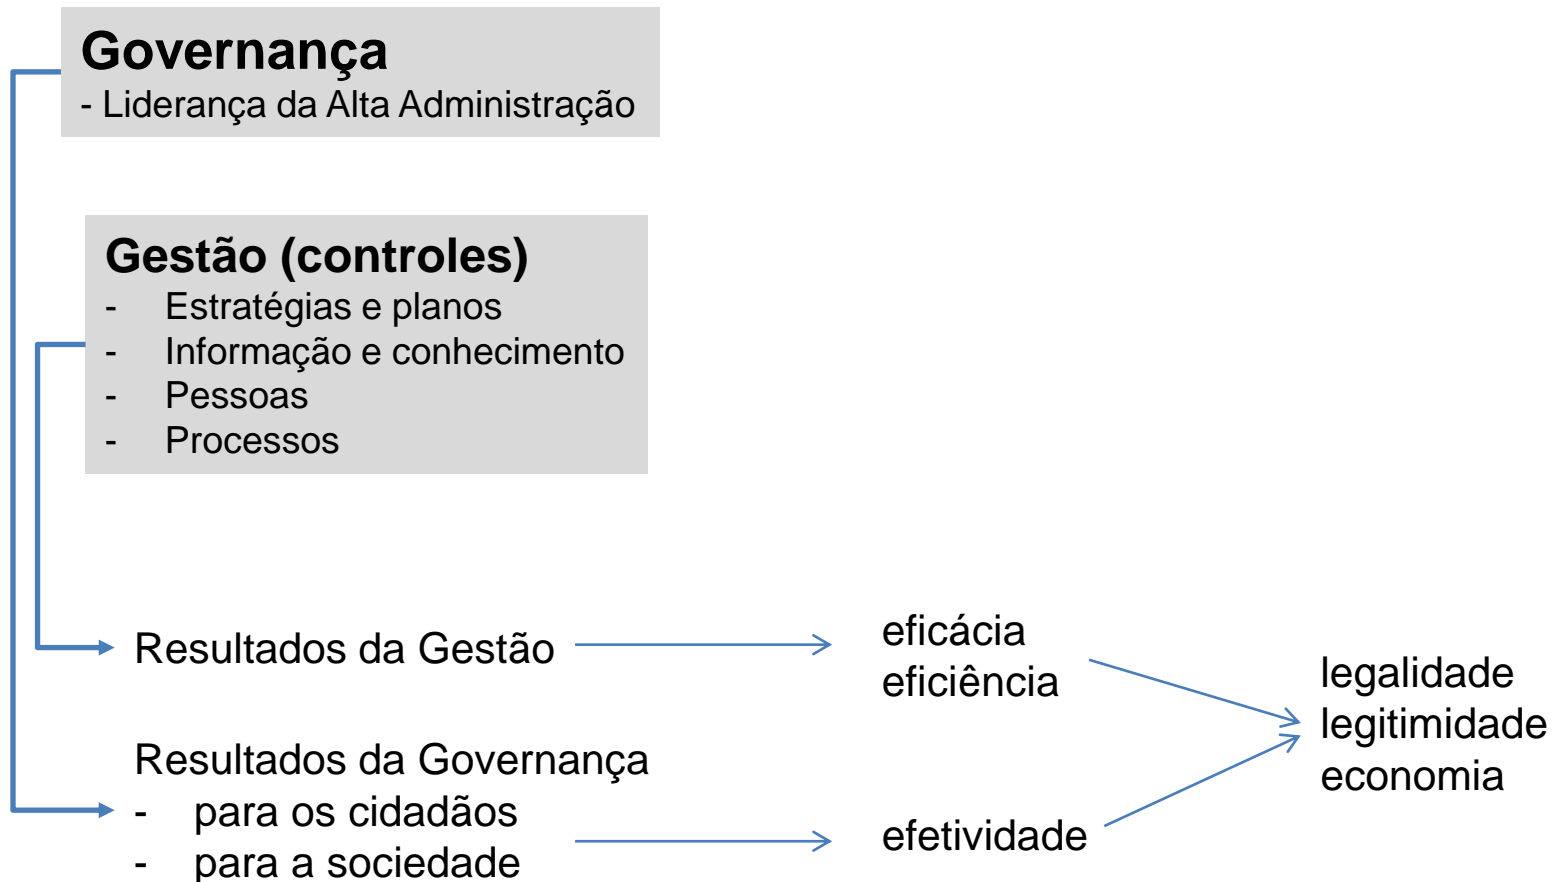 Governança
- Liderança da Alta Administração
Gestão (controles)
- Estratégias e planos
- Informação e conhecimento
- Pessoas
- Processos
Resultados da Gestão
eficácia
eficiência
Resultados da Governança
- para os cidadãos
- para a sociedade
efetividade
legalidade
legitimidade
economia